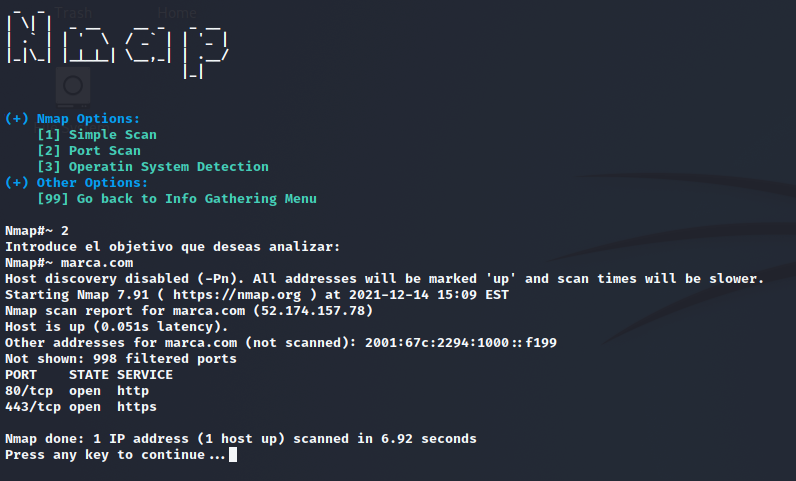 Trash Home
Nmap
(+) Nmap Options:
[1] Simple Scan
[2] Port Scan
[3] Operatin System Detection
(+) Other Options:
[99] Go back to Info Gathering Menu
Nmap#~ 2
Introduce el objetivo que deseas analizar:
Nmap#~ marca.com
Host discovery disabled (-Pn). All addresses will be marked 'up' and scan times will be slower.
Starting Nmap 7.91 ( https://nmap.org ) at 2021-12-14 15:09 EST
Nmap scan report for marca.com (52.174.157.78)
Host is up (0.051s latency).
Other addresses for marca.com (not scanned): 2001:67c:2294:1000::f199
Not shown: 998 filtered ports
PORT STATE SERVICE
80/tcp open http
443/tcp open https
Nmap done: 1 IP address (1 host up) scanned in 6.92 seconds
Press any key to continue...